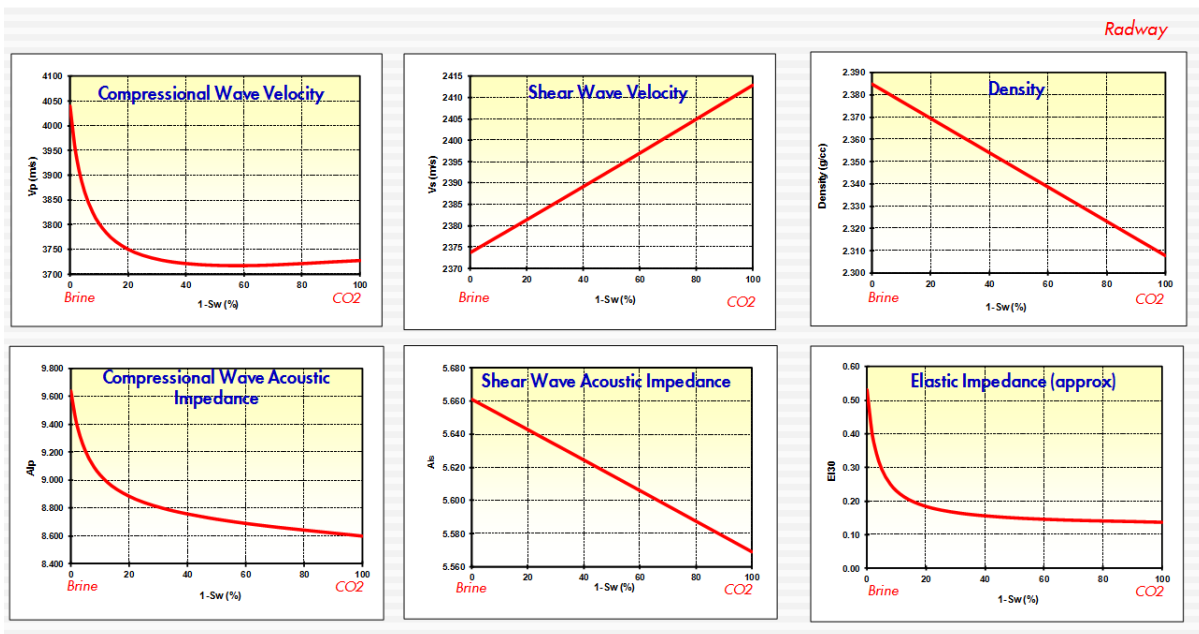 Radway
Compressional Wave Velocity
4100
4050
4000
3950
3900
3850
3800
3750
3700
Vp (m/s)
0 20 40 60 80 100
Brine
1-Sw (%)
CO2
Shear Wave Velocity
2415
2410
2405
2400
2395
2390
2385
2380
2375
2370
Vs (m/s)
0 20 40 60 80 100
Brine
1-Sw (%)
CO2
Density
2.390
2.380
2.370
2.360
2.350
2.340
2.330
2.320
2.310
2.300
Density (g/cc)
0 20 40 60 80 100
Brine
1-Sw (%)
CO2
Compressional Wave Acoustic
Impedance
9.800
9.600
9.400
9.200
9.000
8.800
8.600
8.400
AIp
0 20 40 60 80 100
Brine
1-Sw (%)
CO2
Shear Wave Acoustic Impedance
5.680
5.660
5.640
5.620
5.600
5.580
5.560
AIs
0 20 40 60 80 100
Brine
1-Sw (%)
CO2
Elastic Impedance (approx)
0.60
0.50
0.40
0.30
0.20
0.10
0.00
EI30
0 20 40 60 80 100
Brine
1-Sw (%)
CO2